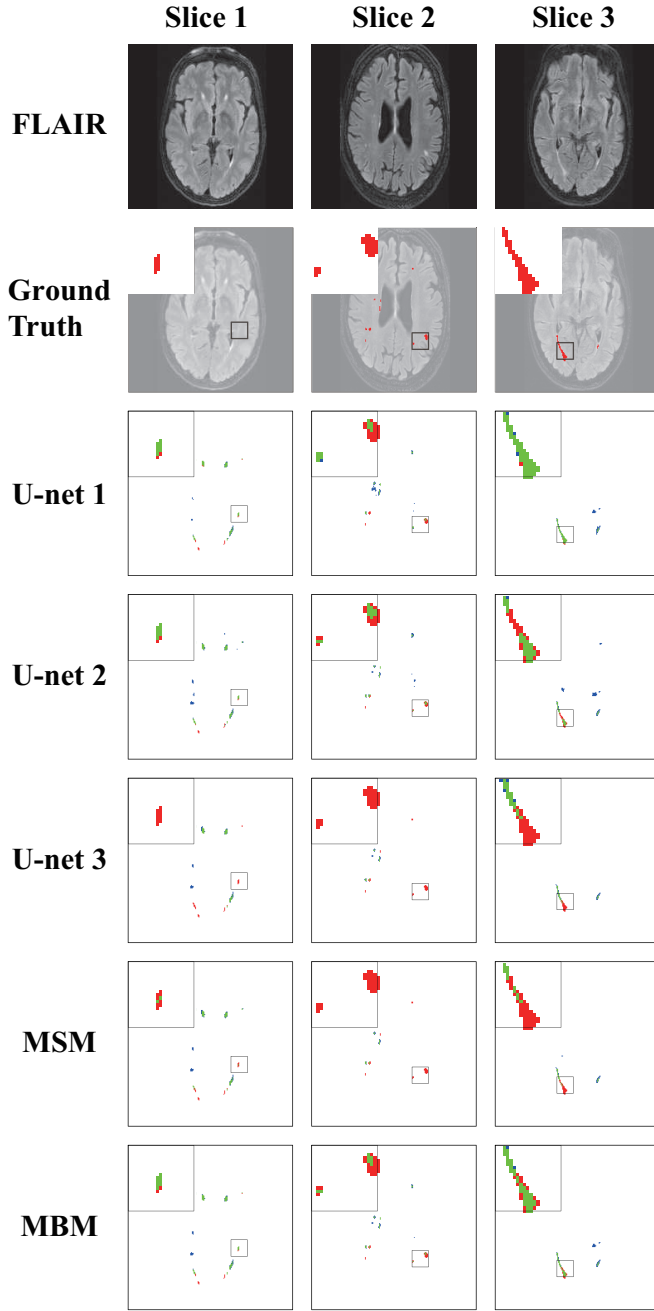 Slice 1 Slice 2 Slice 3
FLAIR
Ground
Truth
U-net 1
U-net 2
U-net 3
MSM
MBM